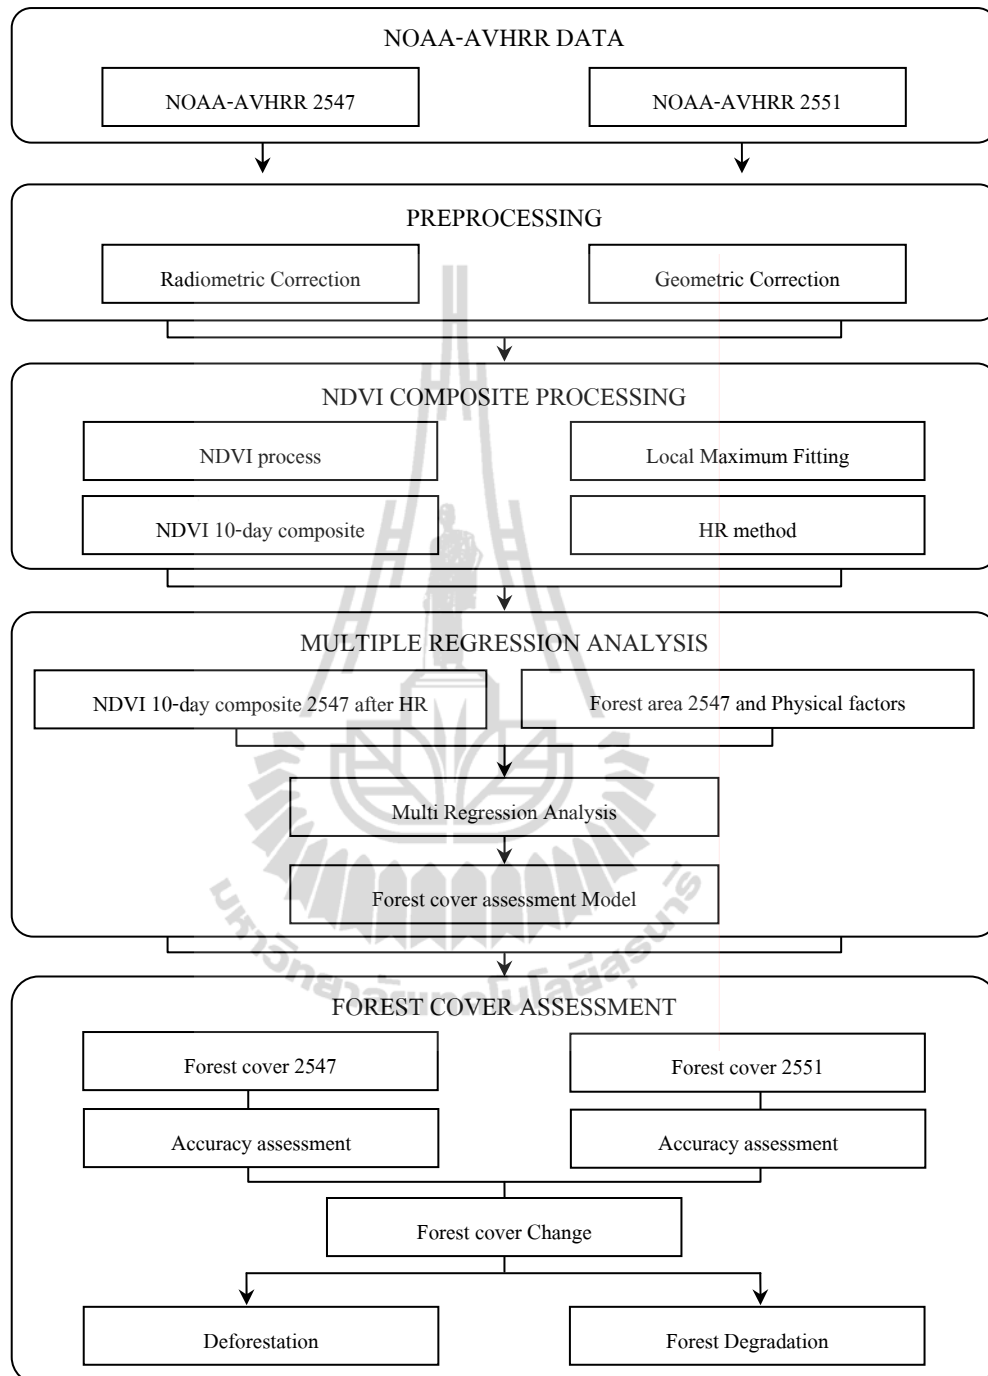 NOAA-AVHRR DATA
NOAA-AVHRR 2547
NOAA-AVHRR 2551
PREPROCESSING
Radiometric Correction
Geometric Correction
NDVI COMPOSITE PROCESSING
NDVI process
Local Maximum Fitting
NDVI 10-day composite
HR method
MULTIPLE REGRESSION ANALYSIS
NDVI 10-day composite 2547 after HR
Forest area 2547 and Physical factors
Multi Regression Analysis
Forest cover assessment Model
FOREST COVER ASSESSMENT
Forest cover 2547
Forest cover 2551
Accuracy assessment
Accuracy assessment
Forest cover Change
Deforestation
Forest Degradation